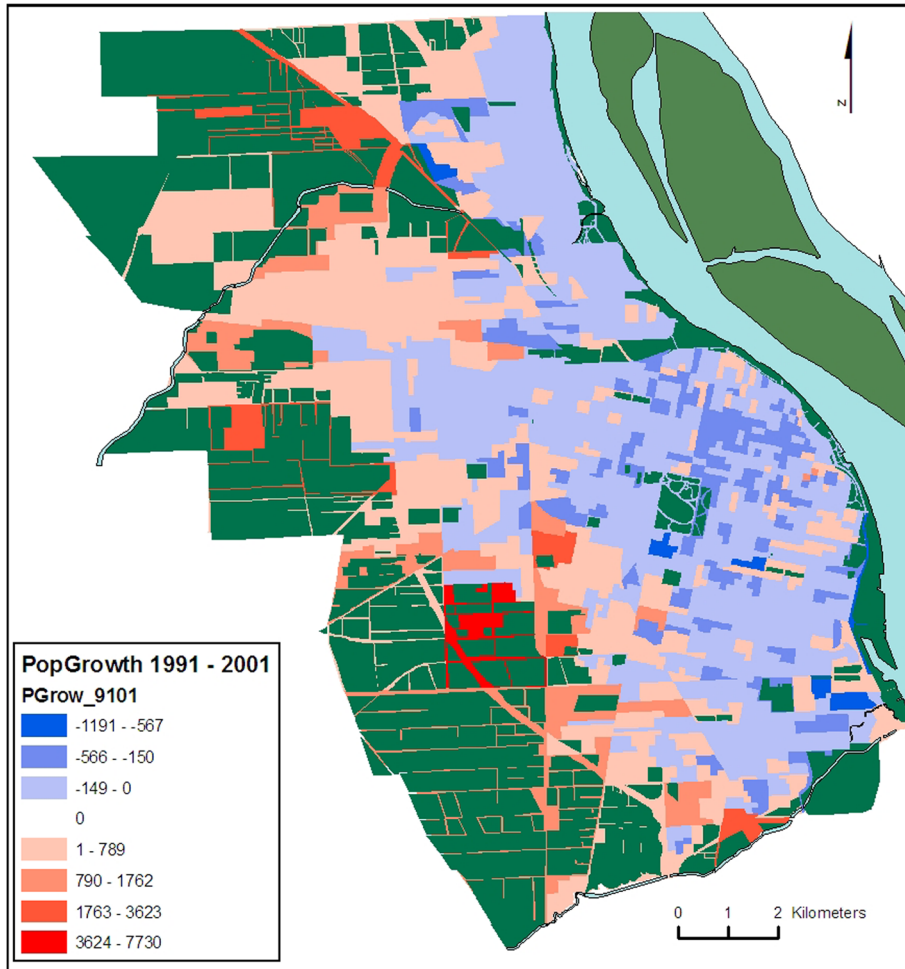 N
PopGrowth 1991 - 2001
PGrow_9101
-1191 - -567
-566 - -150
-149 - 0
0
1 - 789
790 - 1762
1763 - 3623
3624 - 7730
0 1 2 Kilometers